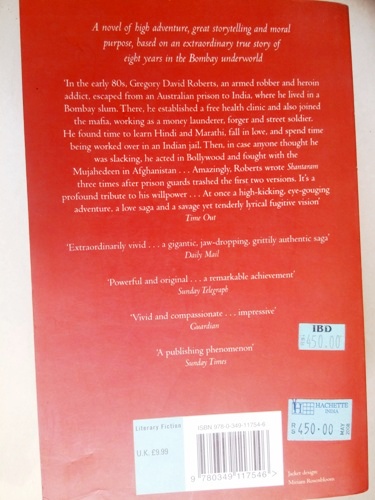 A novel of high adventure, great storytelling and moral
purpose, based on an extraordinary true story of
eight years in the Bombay underworld
'In the early 80s, Gregory David Roberts, an armed robber and heroin
addict, escaped from an Australian prison to India, where he lived in a
Bombay slum. There, he established a free health clinic and also joined
the mafia, working as a money launderer, forger and street soldier.
He found time to learn Hindi and Marathi, fall in love, and spend time
being worked over in an Indian jail. Then, in case anyone thought he
was slacking, he acted in Bollywood and fought with the
Mujahedeen in Afghanistan . . . Amazingly, Roberts wrote Shantaram
three times after prison guards trashed the first two versions. It's a
profound tribute to his willpower . . . At once a high-kicking, eye-gouging
adventure, a love saga and a savage yet tenderly lyrical fugitive vision'
Time Out
'Extraordinarily vivid . . . a gigantic, jaw-dropping, grittily authentic saga'
Daily Mail
'Powerful and original . . . a remarkable achievement'
Sunday Telegraph
'Vivid and compassionate . . . impressive'
Guardian
'A publishing phenomenon'
Sunday Times
IBD
450.00
HACHETTE
INDIA
450-00
Literary Fiction
U.K. £9.99
ISBN 978-0-349-11754-6
9 780349 117546
Jacket design:
Miriam Rosenbloom